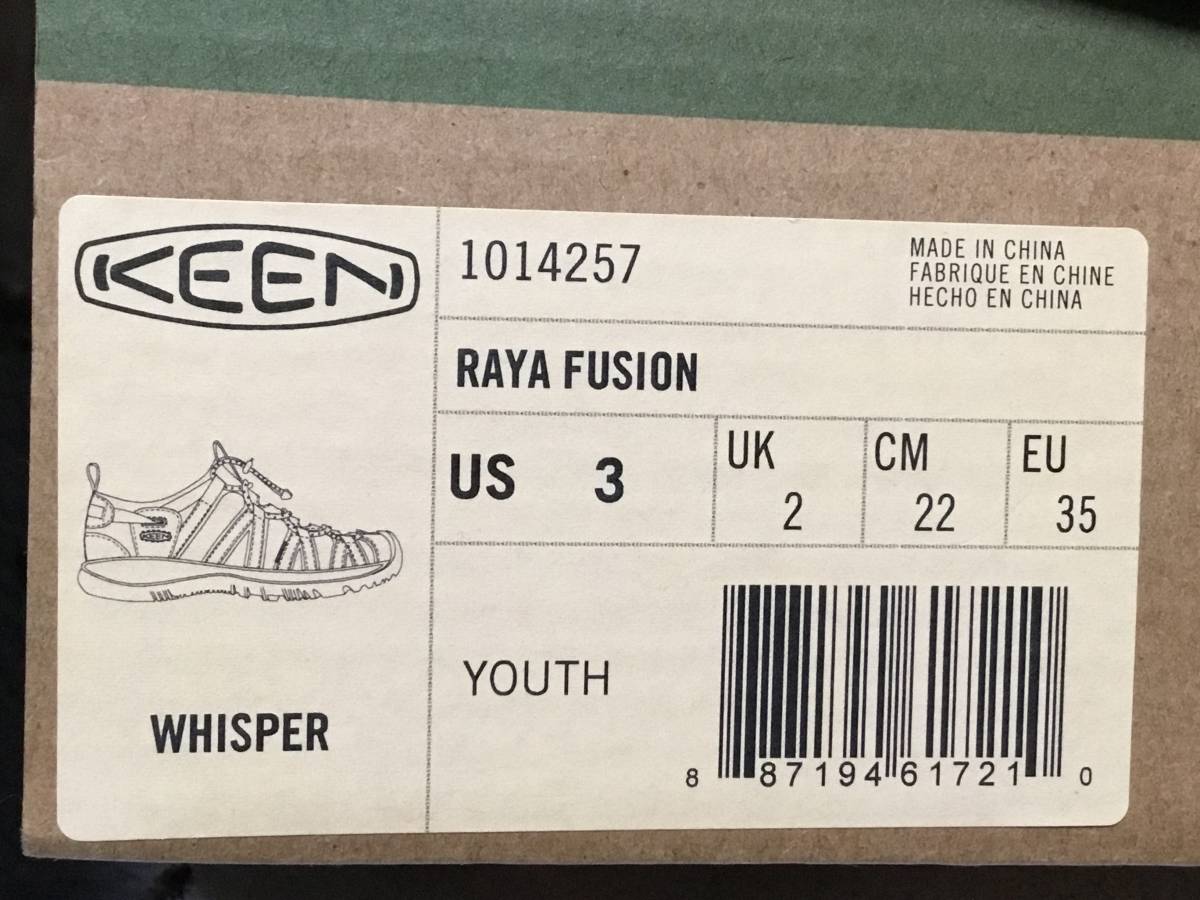 KEEN
WHISPER
1014257
MADE IN CHINA
FABRIQUE EN CHINE
HECHO EN CHINA
RAYA FUSION
US 3
UK 2
CM 22
EU 35
YOUTH
8 87194 61721 0